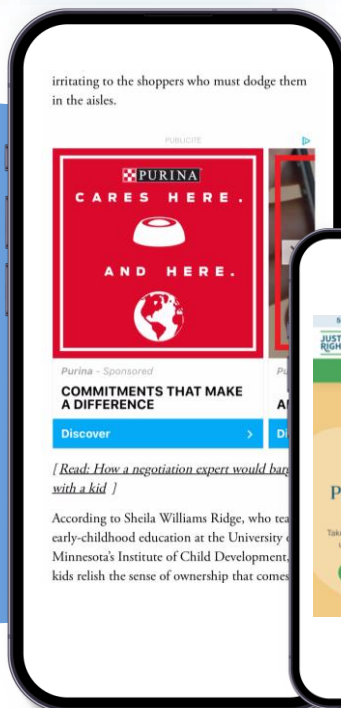 irritating to the shoppers who must dodge them
in the aisles.
PUBLICITÉ
PURINA
CARES HERE.
AND HERE.
Purina - Sponsored
COMMITMENTS THAT MAKE
A DIFFERENCE
Discover
[ Read: How a negotiation expert would
with a kid ]
According to Sheila Williams Ridge, who
early-childhood education at the University
Minnesota's Institute of Child Development,
kids relish the sense of ownership that comes
JUST
RIGH
P